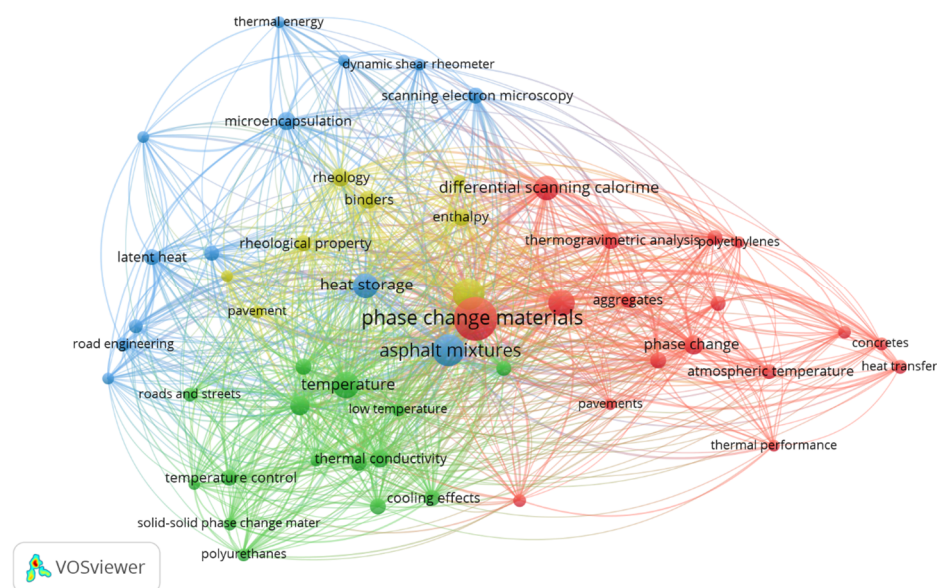 thermal energy
dynamic shear rheometer
scanning electron microscopy
microencapsulation
rheology
differential scanning calorime
binders
enthalpy
rheological property
thermogravimetric analysis
polyethylenes
latent heat
heat storage
aggregates
pavement
phase change materials
road engineering
asphalt mixtures
phase change
concretes
heat transfer
atmospheric temperature
temperature
roads and streets
low temperature
pavements
thermal performance
thermal conductivity
temperature control
cooling effects
solid-solid phase change mater
polyurethanes
VOSviewer